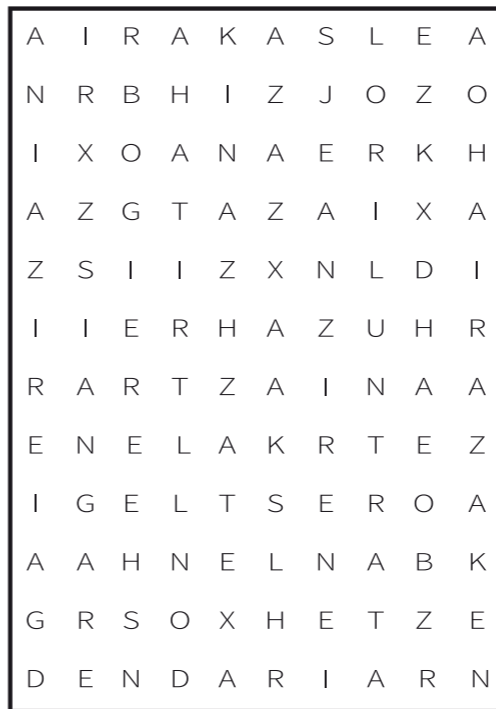 A I R A K A S L E A
N R B H I Z J O Z O
I X O A N A E R K H
A Z G T A Z A I X A
Z S I I Z X N L D I
I I E R H A Z U H R
R A R T Z A I N A A
E N E L A K R T E Z
I G E L T S E R O A
A A H N E L N A B K
G R S O X H E T Z E
D E N D A R I A R N